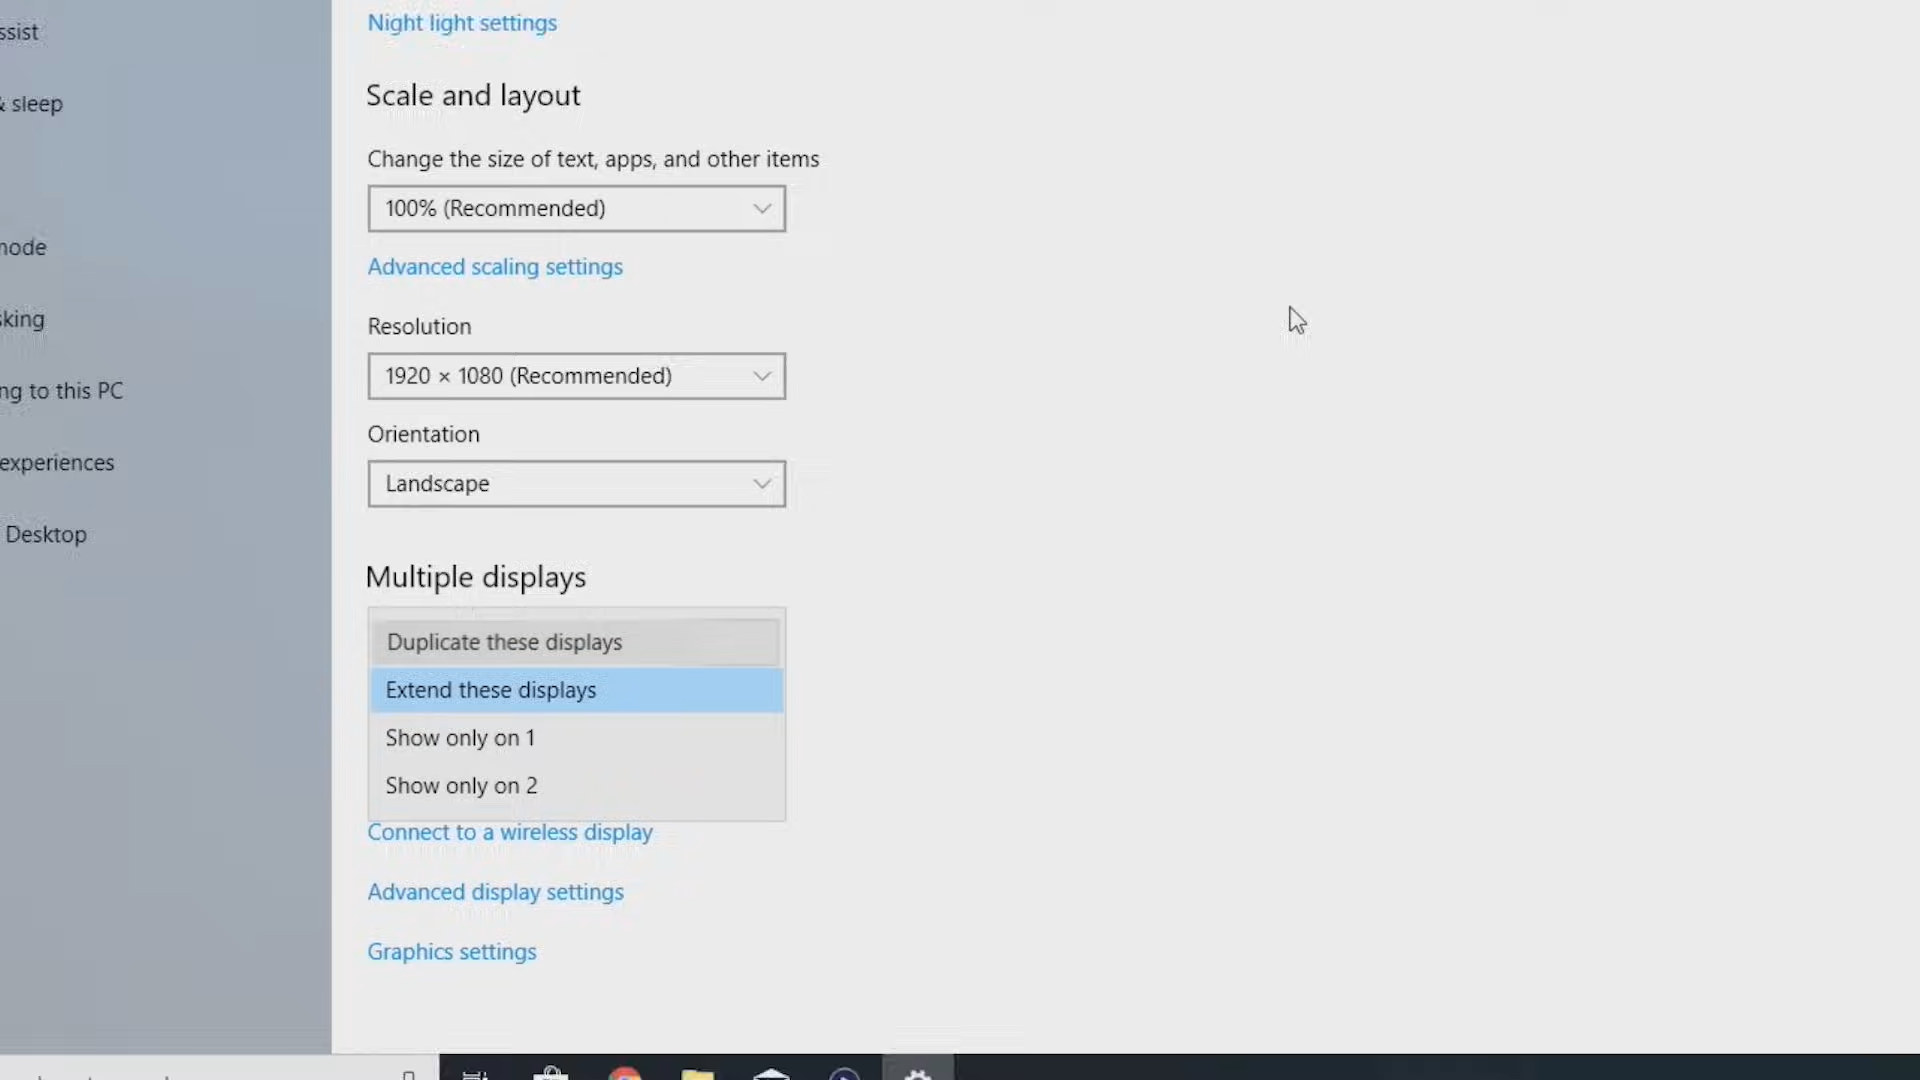 Night light settings
ssist
Scale and layout
& sleep
Change the size of text, apps, and other items
100% (Recommended)
node
Advanced scaling settings
sking
Resolution
1920 × 1080 (Recommended)
ng to this PC
Orientation
experiences
Landscape
Desktop
Multiple displays
Duplicate these displays
Extend these displays
Show only on 1
Show only on 2
Connect to a wireless display
Advanced display settings
Graphics settings